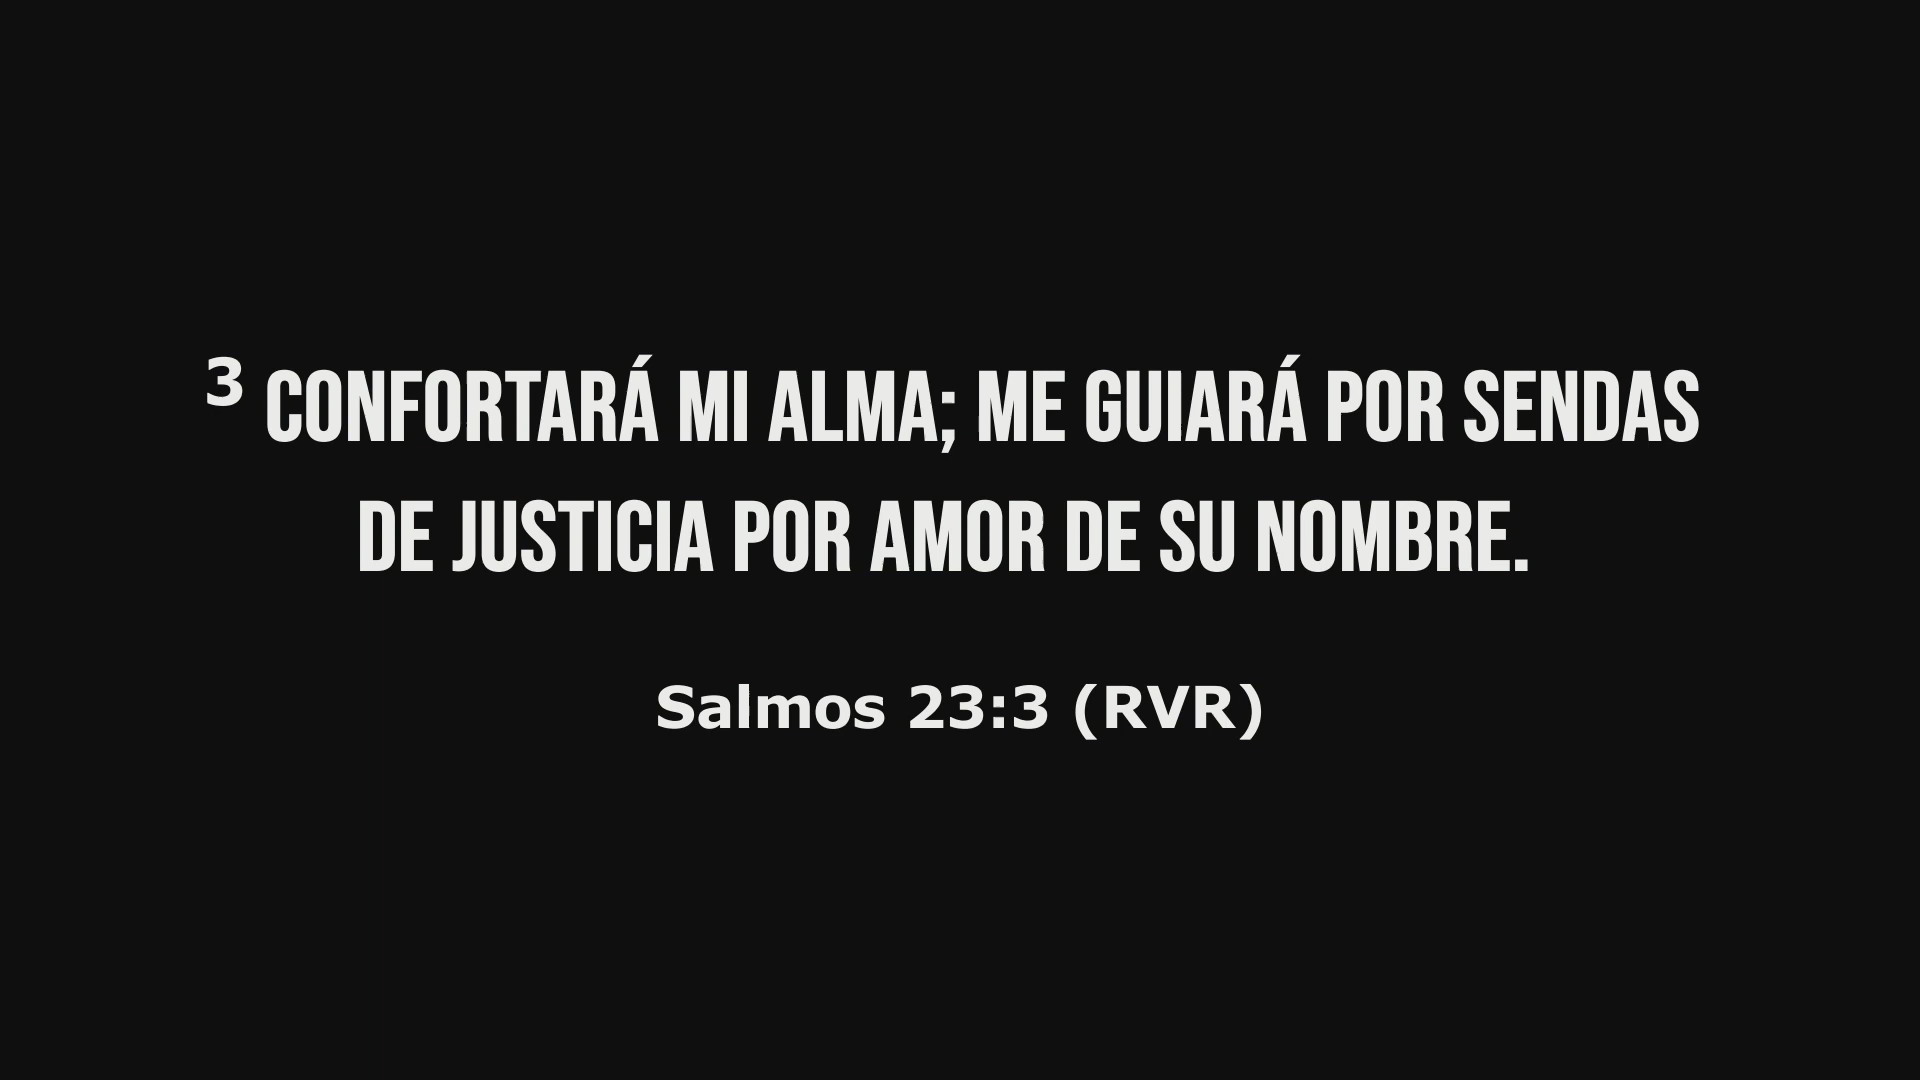 3 CONFORTARÁ MI ALMA; ME GUIARÁ POR SENDAS
DE JUSTICIA POR AMOR DE SU NOMBRE.
Salmos 23:3 (RVR)